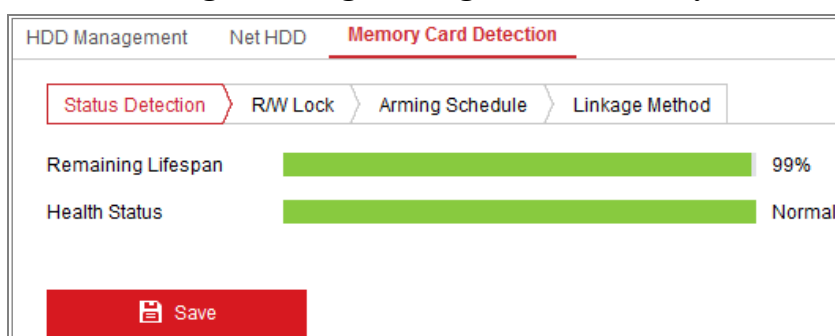 HDD Management Net HDD Memory Card Detection
Status Detection R/W Lock Arming Schedule Linkage Method
Remaining Lifespan 99%
Health Status Normal
Save